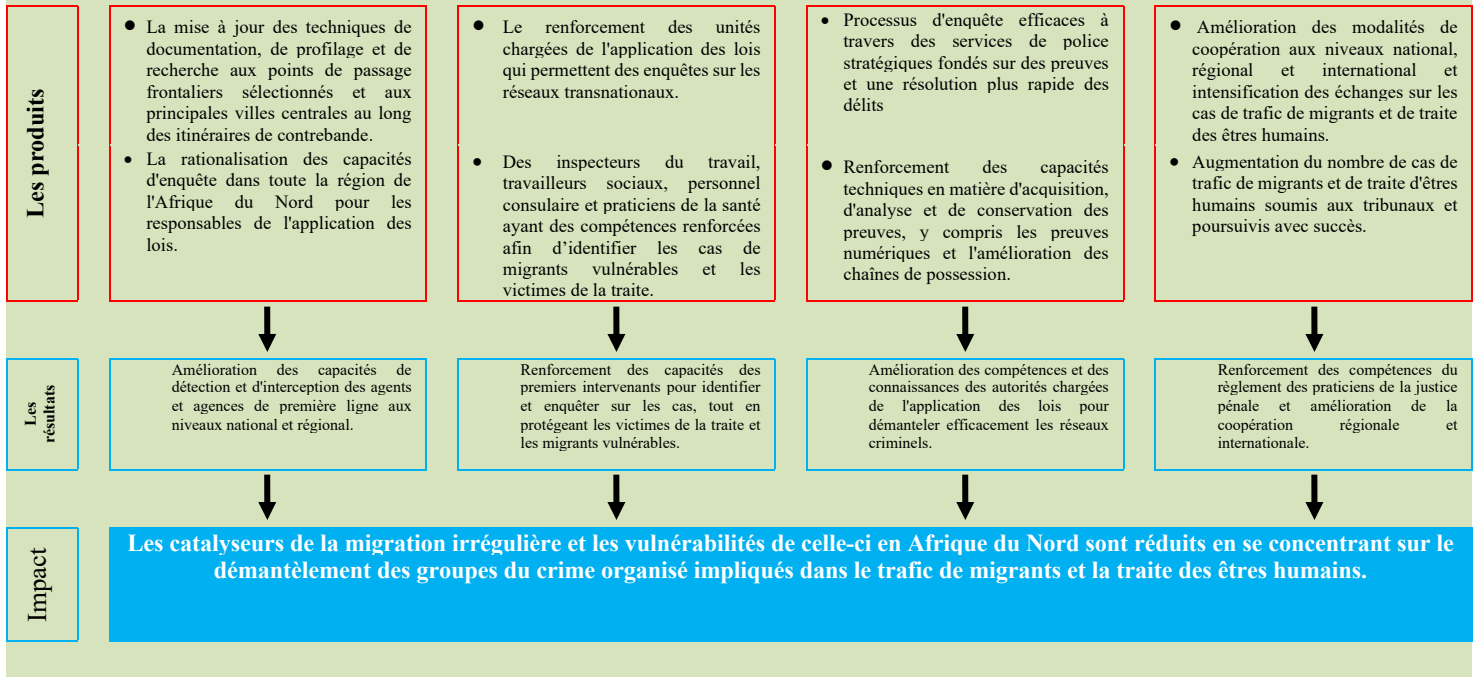 Les produits
La mise à jour des techniques de
documentation, de profilage et de
recherche aux points de passage
frontaliers sélectionnés et aux
principales villes centrales au long
des itinéraires de contrebande.
La rationalisation des capacités
d'enquête dans toute la région de
l'Afrique du Nord pour les
responsables de l'application des
lois.
Le renforcement des unités
chargées de l'application des lois
qui permettent des enquêtes sur les
réseaux transnationaux.
Des inspecteurs du travail,
travailleurs sociaux, personnel
consulaire et praticiens de la santé
ayant des compétences renforcées
afin d’identifier les cas de
migrants vulnérables et les
victimes de la traite.
Processus d'enquête efficaces à
travers des services de police
stratégiques fondés sur des preuves
et une résolution plus rapide des
délits
Renforcement des capacités
techniques en matière d'acquisition,
d'analyse et de conservation des
preuves, y compris les preuves
numériques et l'amélioration des
chaînes de possession.
Amélioration des modalités de
coopération aux niveaux national,
régional et international et
intensification des échanges sur les
cas de trafic de migrants et de traite
des êtres humains.
Augmentation du nombre de cas de
trafic de migrants et de traite d'êtres
humains soumis aux tribunaux et
poursuivis avec succès.
Les
résultats
Amélioration des capacités de
détection et d'interception des agents
et agences de première ligne aux
niveaux national et régional.
Renforcement des capacités des
premiers intervenants pour identifier
et enquêter sur les cas, tout en
protégeant les victimes de la traite et
les migrants vulnérables.
Amélioration des compétences et des
connaissances des autorités chargées
de l'application des lois pour
démanteler efficacement les réseaux
criminels.
Renforcement des compétences du
règlement des praticiens de la justice
pénale et amélioration de la
coopération régionale et
internationale.
Impact
Les catalyseurs de la migration irrégulière et les vulnérabilités de celle-ci en Afrique du Nord sont réduits en se concentrant sur le
démantèlement des groupes du crime organisé impliqués dans le trafic de migrants et la traite des êtres humains.